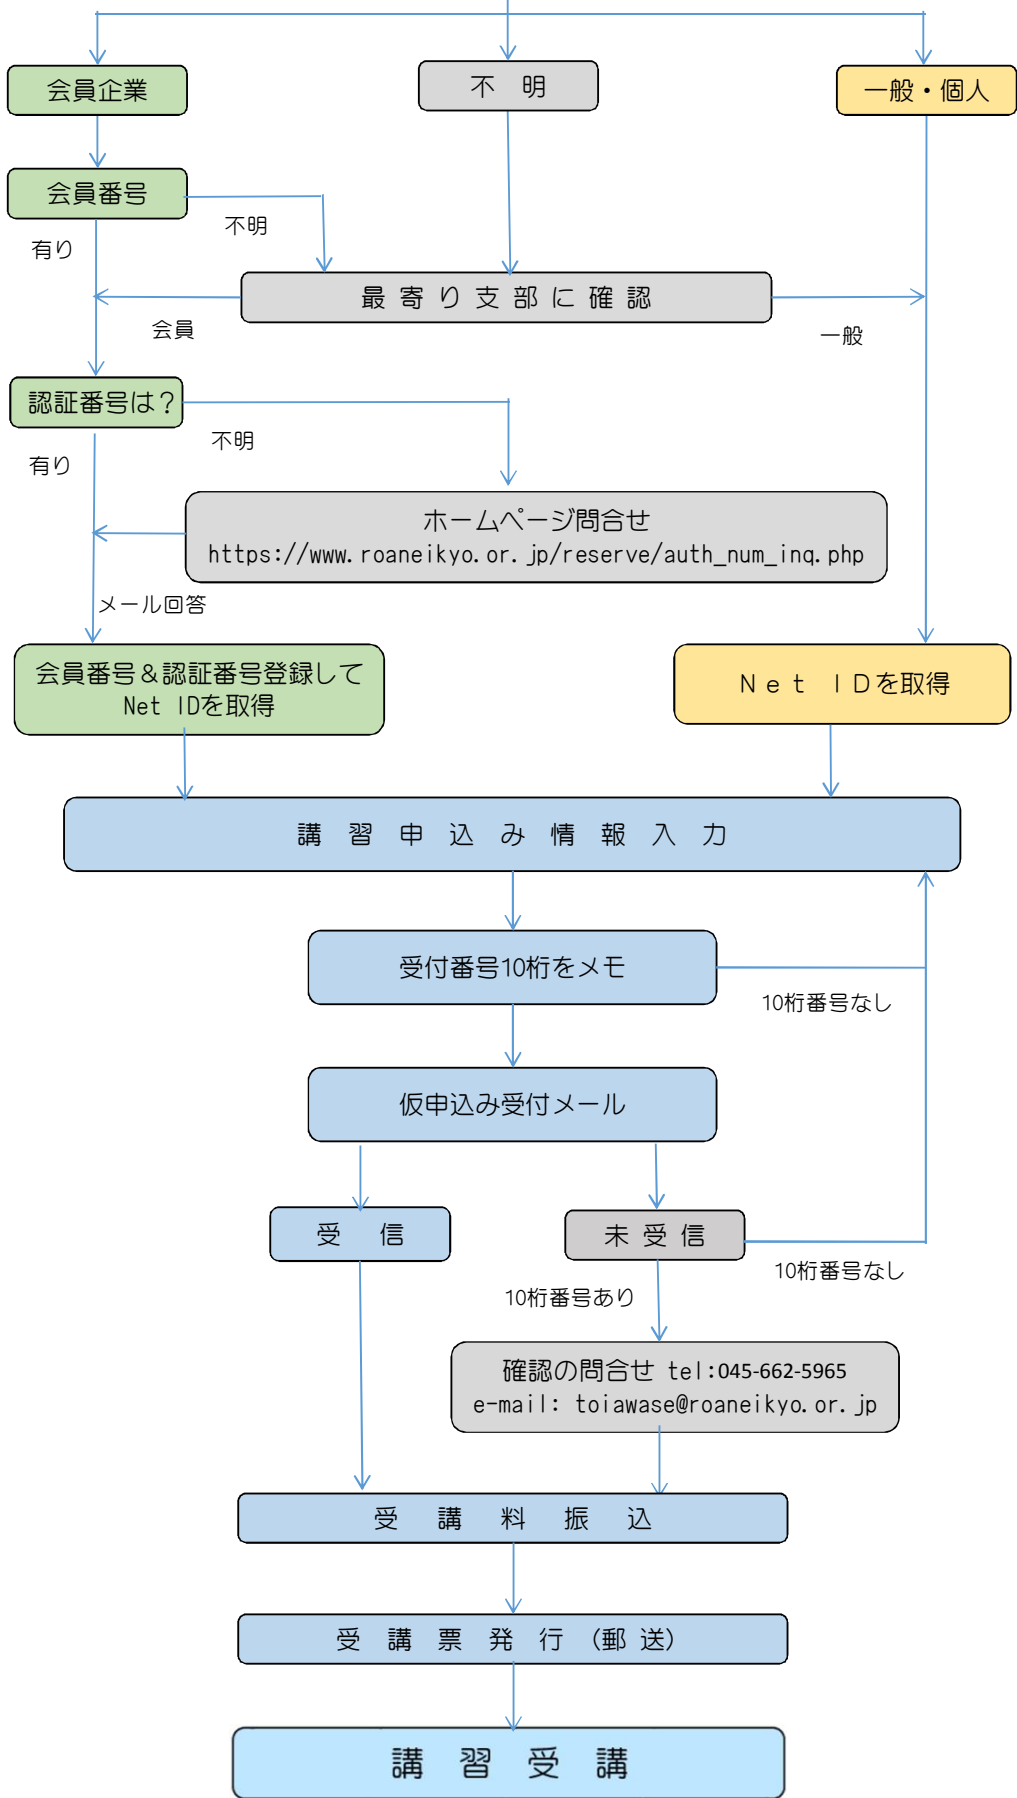 会員企業
不 明
一般・個人
会員番号
不明
有り
最 寄 り 支 部 に 確 認
会員
一般
認証番号は？
不明
有り
ホームページ問合せ
https://www.roaneikyo.or.jp/reserve/auth_num_inq.php
メール回答
会員番号＆認証番号登録して
Net IDを取得
Ｎｅｔ ＩＤを取得
講 習 申 込 み 情 報 入 力
受付番号10桁をメモ
10桁番号なし
仮申込み受付メール
受 信
未 受 信
10桁番号なし
10桁番号あり
確認の問合せ tel:045-662-5965
e-mail: toiawase@roaneikyo.or.jp
受 講 料 振 込
受 講 票 発 行 (郵 送)
講 習 受 講